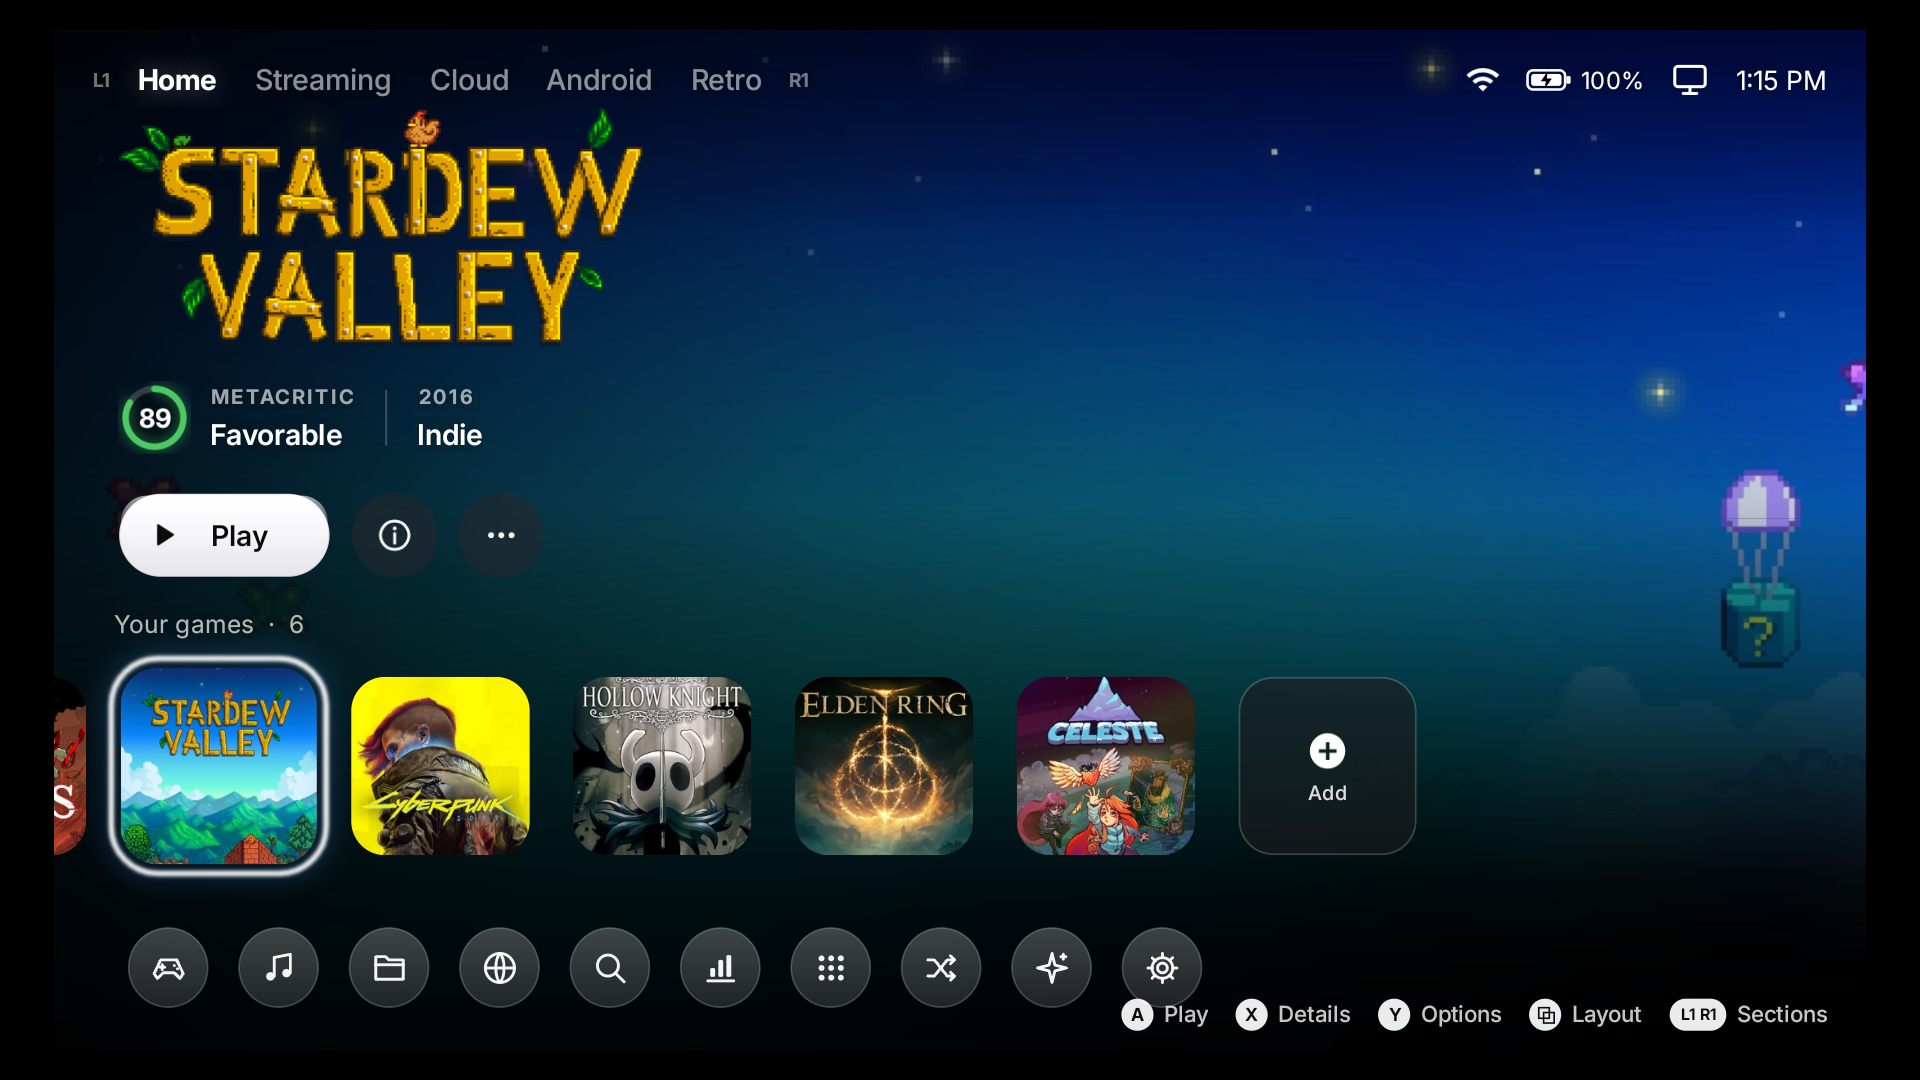 L1 Home Streaming Cloud Android Retro R1 100% 1:15 PM
STARDEW
VALLEY
89 METACRITIC 2016
Favorable Indie
Play
Your games · 6
S
STARDEW
VALLEY
CYBERPUNK
2077
HOLLOW KNIGHT
ELDEN RING
CELESTE
Add
?
A Play X Details Y Options Layout L1 R1 Sections